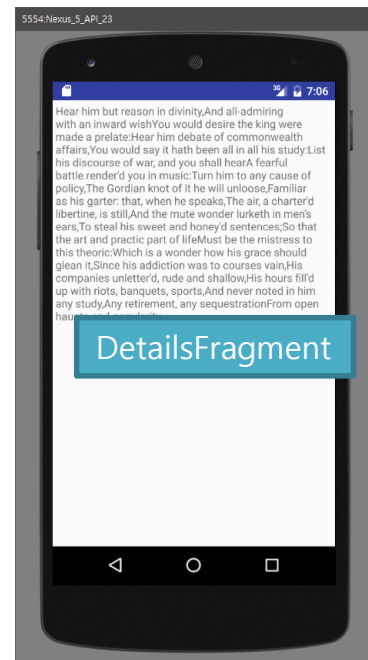 5554:Nexus_5_API_23
3G 7:06
Hear him but reason in divinity,And all-admiring
with an inward wishYou would desire the king were
made a prelate:Hear him debate of commonwealth
affairs,You would say it hath been all in all his study:List
his discourse of war, and you shall hearA fearful
battle render'd you in music:Turn him to any cause of
policy,The Gordian knot of it he will unloose,Familiar
as his garter: that, when he speaks,The air, a charter'd
libertine, is still,And the mute wonder lurketh in men's
ears,To steal his sweet and honey'd sentences;So that
the art and practic part of lifeMust be the mistress to
this theoric:Which is a wonder how his grace should
glean it,Since his addiction was to courses vain,His
companies unletter'd, rude and shallow,His hours fill'd
up with riots, banquets, sports,And never noted in him
any study,Any retirement, any sequestrationFrom open
DetailsFragment